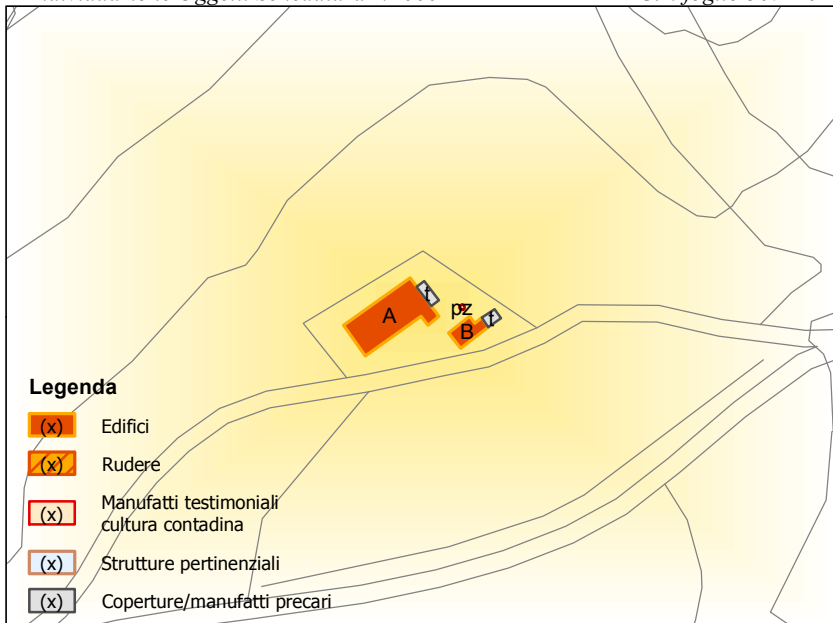 A
t
pz
B
t
Legenda
(x) Edifici
(x) Rudere
(x) Manufatti testimoniali
cultura contadina
(x) Strutture pertinenziali
(x) Coperture/manufatti precari